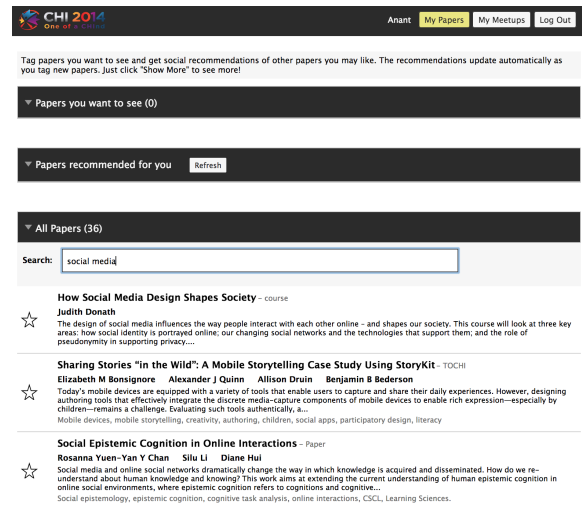 CHI 2014
One of a CHInd
Anant My Papers My Meetups Log Out
Tag papers you want to see and get social recommendations of other papers you may like. The recommendations update automatically as
you tag new papers. Just click "Show More" to see more!
Papers you want to see (0)
Papers recommended for you Refresh
All Papers (36)
Search: social media
How Social Media Design Shapes Society - course
Judith Donath
The design of social media influences the way people interact with each other online – and shapes our society. This course will look at three key
areas: how social identity is portrayed online; our changing social networks and the technologies that support them; and the role of
pseudonymity in supporting privacy....
Sharing Stories “in the Wild”: A Mobile Storytelling Case Study Using StoryKit - TOCHI
Elizabeth M Bonsignore Alexander J Quinn Allison Druin Benjamin B Bederson
Today’s mobile devices are equipped with a variety of tools that enable users to capture and share their daily experiences. However, designing
authoring tools that effectively integrate the discrete media-capture components of mobile devices to enable rich expression—especially by
children—remains a challenge. Evaluating such tools authentically, a...
Mobile devices, mobile storytelling, creativity, authoring, children, social apps, participatory design, literacy
Social Epistemic Cognition in Online Interactions - Paper
Rosanna Yuen-Yan Y Chan Silu Li Diane Hui
Social media and online social networks dramatically change the way in which knowledge is acquired and disseminated. How do we re-
understand about human knowledge and knowing? This work aims at extending the current understanding of human epistemic cognition in
online social environments, where epistemic cognition refers to cognitions and cognitive...
Social epistemology, epistemic cognition, cognitive task analysis, online interactions, CSCL, Learning Sciences.